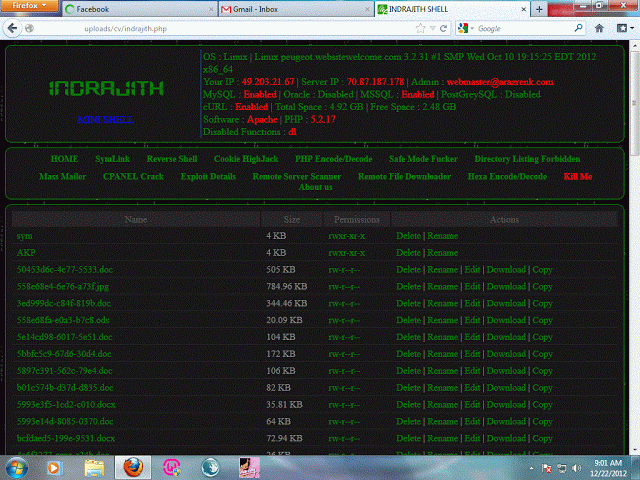 Firefox
Facebook
Gmail - Inbox
INDRAJITH SHELL
uploads/cv/indrajith.php
Google
INDRAJITH
MINI SHELL
OS : Linux | Linux peugeot.websitewelcome.com 3.2.31 #1 SMP Wed Oct 10 19:15:25 EDT 2012
x86_64
Your IP : 49.203.21.67 | Server IP : 70.87.187.178 | Admin : webmaster@araarenk.com
MySQL : Enabled | Oracle : Disabled | MSSQL : Enabled | PostGreySQL : Disabled
cURL : Enabled | Total Space : 4.92 GB | Free Space : 2.48 GB
Software : Apache | PHP : 5.2.17
Disabled Functions : dl
HOME SymLink Reverse Shell Cookie HighJack PHP Encode/Decode Safe Mode Fucker Directory Listing Forbidden
Mass Mailer CPANEL Crack Exploit Details Remote Server Scanner Remote File Downloader Hexa Encode/Decode Kill Me
About us
Name Size Permissions Actions
sym 4 KB rwxr-xr-x Delete | Rename
AKP 4 KB rwxr-xr-x Delete | Rename
50453d6c-4c77-5533.doc 505 KB rw-r--r-- Delete | Rename | Edit | Download | Copy
558e68e4-6e76-a73f.jpg 784.96 KB rw-r--r-- Delete | Rename | Edit | Download | Copy
3ed999dc-c84f-819b.doc 344.46 KB rw-r--r-- Delete | Rename | Edit | Download | Copy
558e68fa-e0a3-b7c8.ods 20.09 KB rw-r--r-- Delete | Rename | Edit | Download | Copy
5e14cd98-6017-5e51.doc 104 KB rw-r--r-- Delete | Rename | Edit | Download | Copy
5bbfc5c9-67d6-30d4.doc 172 KB rw-r--r-- Delete | Rename | Edit | Download | Copy
5897c391-562c-79e4.doc 106 KB rw-r--r-- Delete | Rename | Edit | Download | Copy
b01c574b-d37d-d835.doc 82 KB rw-r--r-- Delete | Rename | Edit | Download | Copy
5993e3f5-1cd2-c010.docx 35.81 KB rw-r--r-- Delete | Rename | Edit | Download | Copy
5993e14d-8085-0370.doc 64 KB rw-r--r-- Delete | Rename | Edit | Download | Copy
bcfdaed5-199e-9531.docx 72.94 KB rw-r--r-- Delete | Rename | Edit | Download | Copy
9:01 AM
12/22/2012